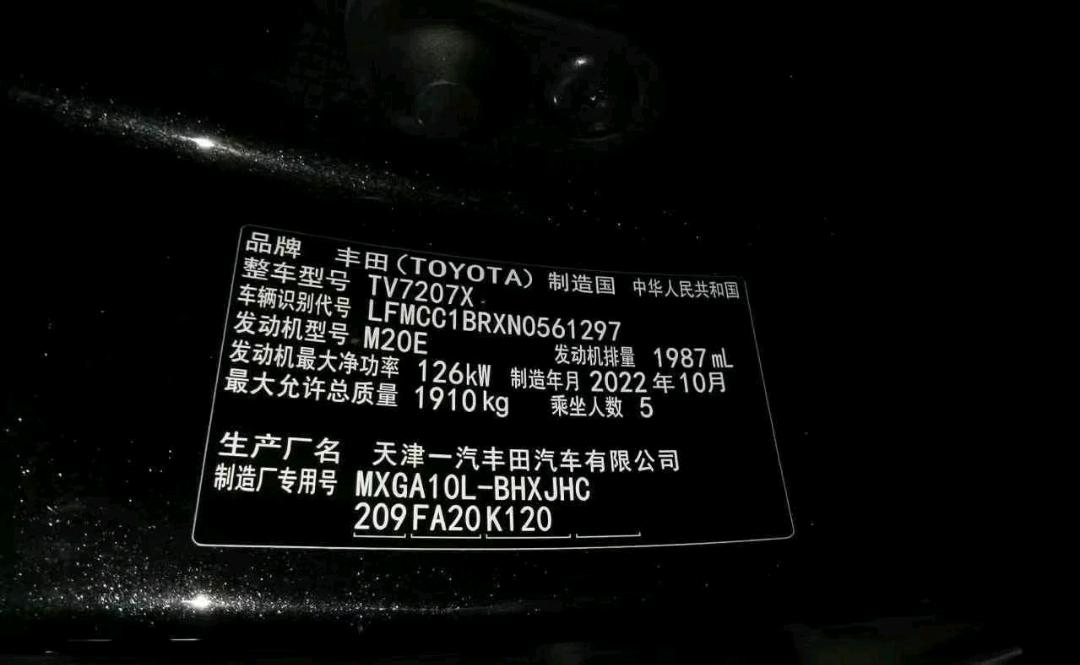 品牌 丰田(TOYOTA) 制造国 中华人民共和国
整车型号 TV7207X
车辆识别代号 LFMCC1BRXN0561297
发动机型号 M20E 发动机排量 1987mL
发动机最大净功率 126kW 制造年月 2022年10月
最大允许总质量 1910kg 乘坐人数 5
生产厂名 天津一汽丰田汽车有限公司
制造厂专用号 MXGA10L-BHXJHC
209FA20K120